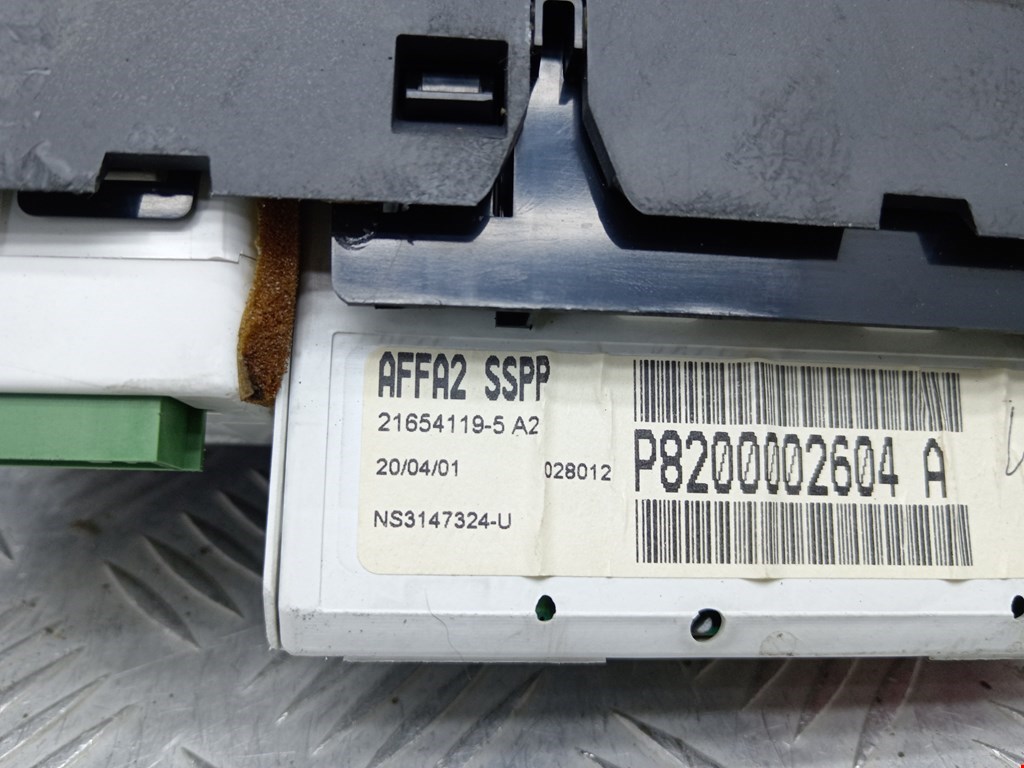 AFFA2 SSPP
21654119-5 A2
20/04/01 028012
NS3147324-U
P8200002604 A